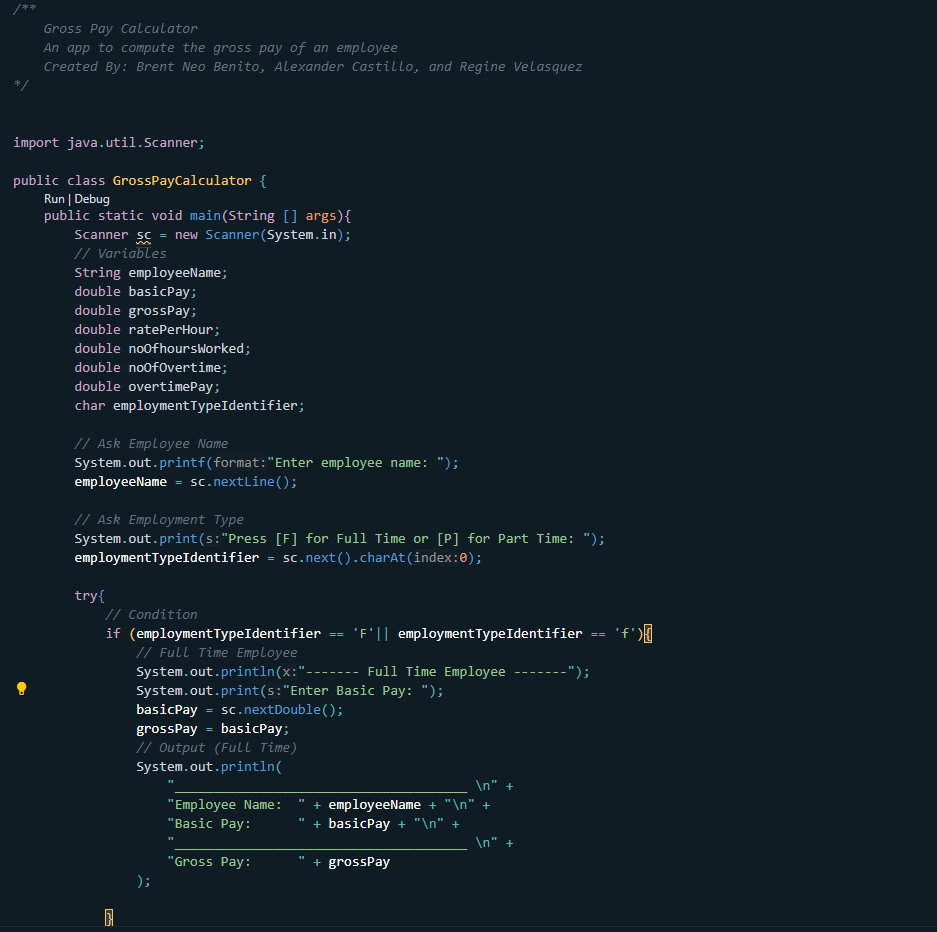 /**
    Gross Pay Calculator
    An app to compute the gross pay of an employee
    Created By: Brent Neo Benito, Alexander Castillo, and Regine Velasquez
*/
import java.util.Scanner;
public class GrossPayCalculator {
    Run | Debug
    public static void main(String [] args){
        Scanner sc = new Scanner(System.in);
        // Variables
        String employeeName;
        double basicPay;
        double grossPay;
        double ratePerHour;
        double noOfhoursWorked;
        double noOfOvertime;
        double overtimePay;
        char employmentTypeIdentifier;
        // Ask Employee Name
        System.out.printf(format:"Enter employee name: ");
        employeeName = sc.nextLine();
        // Ask Employment Type
        System.out.print(s:"Press [F] for Full Time or [P] for Part Time: ");
        employmentTypeIdentifier = sc.next().charAt(index:0);
        try{
            // Condition
            if (employmentTypeIdentifier == 'F'|| employmentTypeIdentifier == 'f'){
                // Full Time Employee
                System.out.println(x:"------- Full Time Employee -------");
                System.out.print(s:"Enter Basic Pay: ");
                basicPay = sc.nextDouble();
                grossPay = basicPay;
                // Output (Full Time)
                System.out.println(
                    "______________________________________ \n" +
                    "Employee Name:  " + employeeName + "\n" +
                    "Basic Pay:      " + basicPay + "\n" +
                    "______________________________________ \n" +
                    "Gross Pay:      " + grossPay
                );
            }